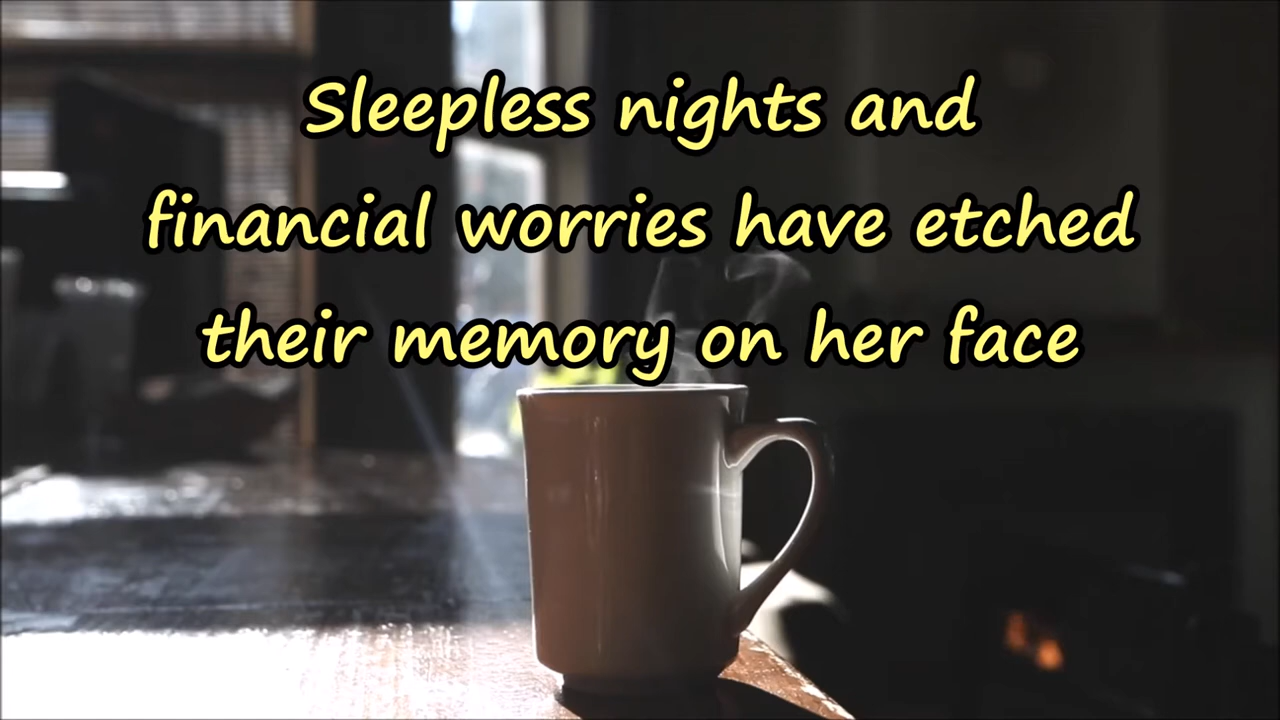 Sleepless nights and
financial worries have etched
their memory on her face